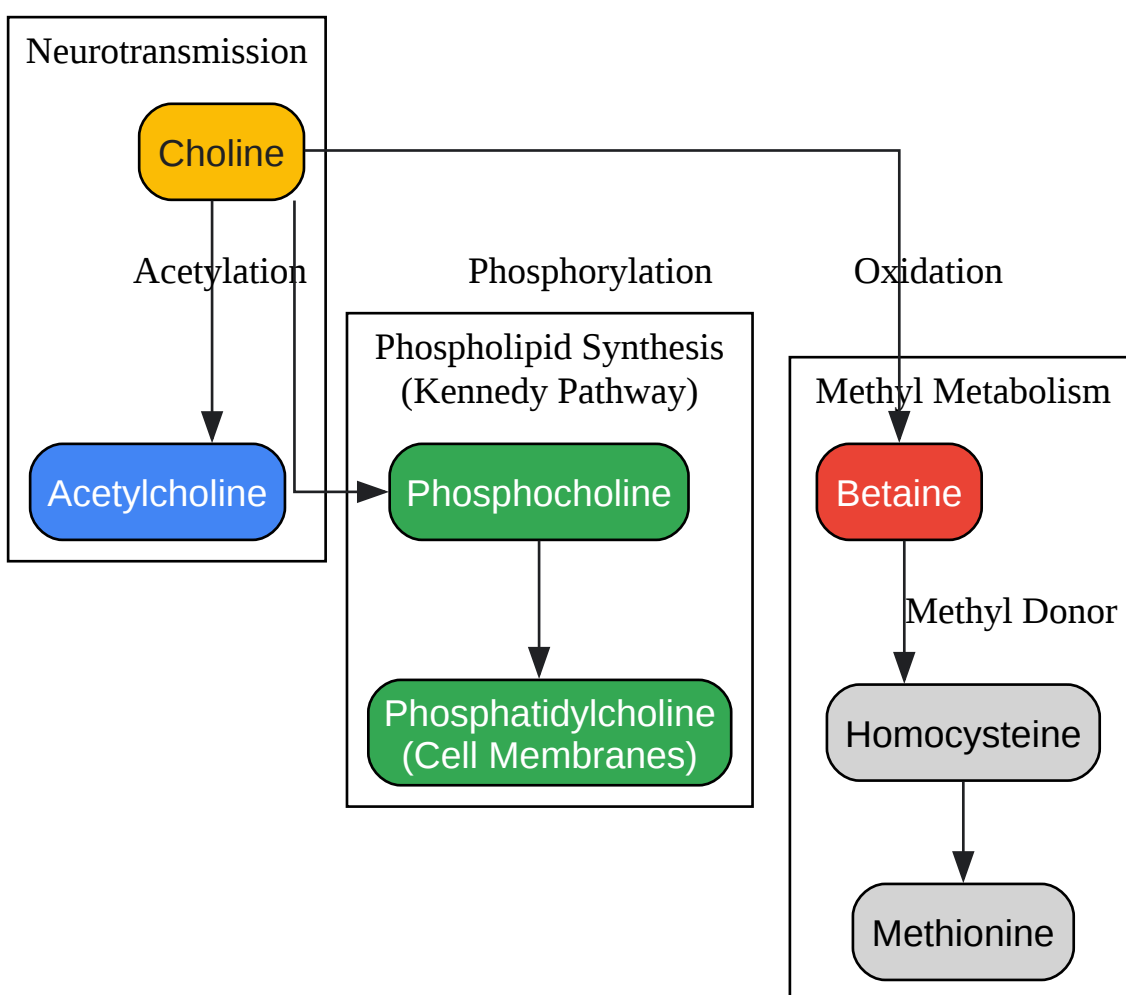 Neurotransmission
Choline
Acetylation
Phosphorylation
Oxidation
Phospholipid Synthesis
(Kennedy Pathway)
Methyl Metabolism
Acetylcholine
Phosphocholine
Betaine
Methyl Donor
Phosphatidylcholine
(Cell Membranes)
Homocysteine
Methionine